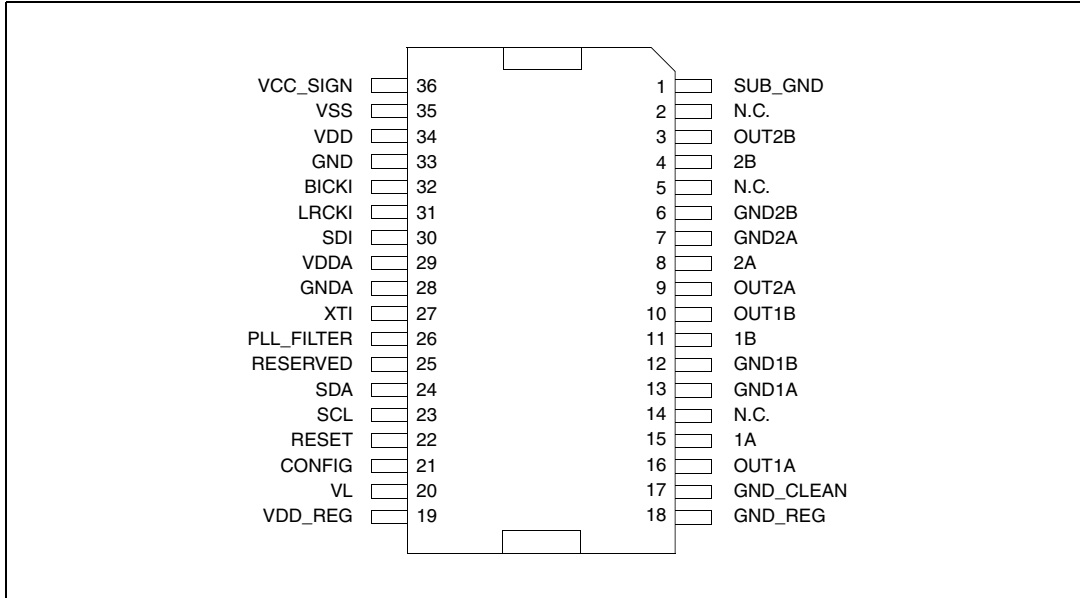 VCC_SIGN 36 1 SUB_GND
VSS 35 2 N.C.
VDD 34 3 OUT2B
GND 33 4 2B
BICKI 32 5 N.C.
LRCKI 31 6 GND2B
SDI 30 7 GND2A
VDDA 29 8 2A
GNDA 28 9 OUT2A
XTI 27 10 OUT1B
PLL_FILTER 26 11 1B
RESERVED 25 12 GND1B
SDA 24 13 GND1A
SCL 23 14 N.C.
RESET 22 15 1A
CONFIG 21 16 OUT1A
VL 20 17 GND_CLEAN
VDD_REG 19 18 GND_REG